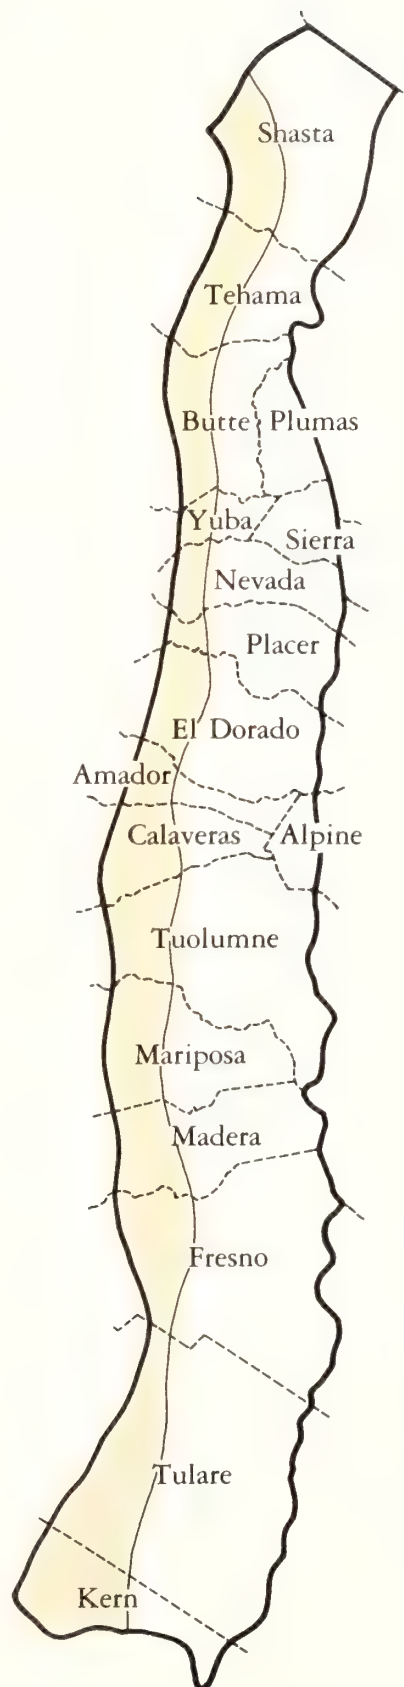 Shasta
Tehama
Butte Plumas
Yuba
Sierra
Nevada
Placer
El Dorado
Amador
Calaveras Alpine
Tuolumne
Mariposa
Madera
Fresno
Tulare
Kern